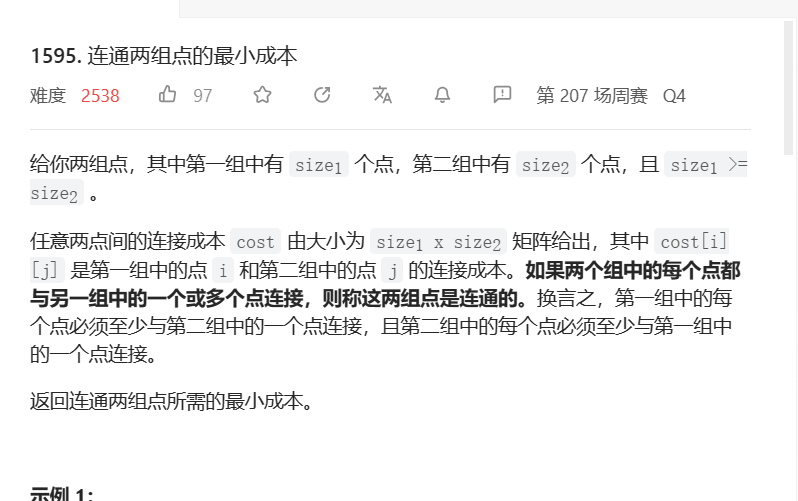 1595. 连通两组点的最小成本
难度 2538 97 第 207 场周赛 Q4
给你两组点，其中第一组中有 size₁ 个点，第二组中有 size₂ 个点，且 size₁ >=
size₂ 。
任意两点间的连接成本 cost 由大小为 size₁ x size₂ 矩阵给出，其中 cost[i]
[j] 是第一组中的点 i 和第二组中的点 j 的连接成本。如果两个组中的每个点都
与另一组中的一个或多个点连接，则称这两组点是连通的。换言之，第一组中的每
个点必须至少与第二组中的一个点连接，且第二组中的每个点必须至少与第一组中
的一个点连接。
返回连通两组点所需的最小成本。
示例 1：